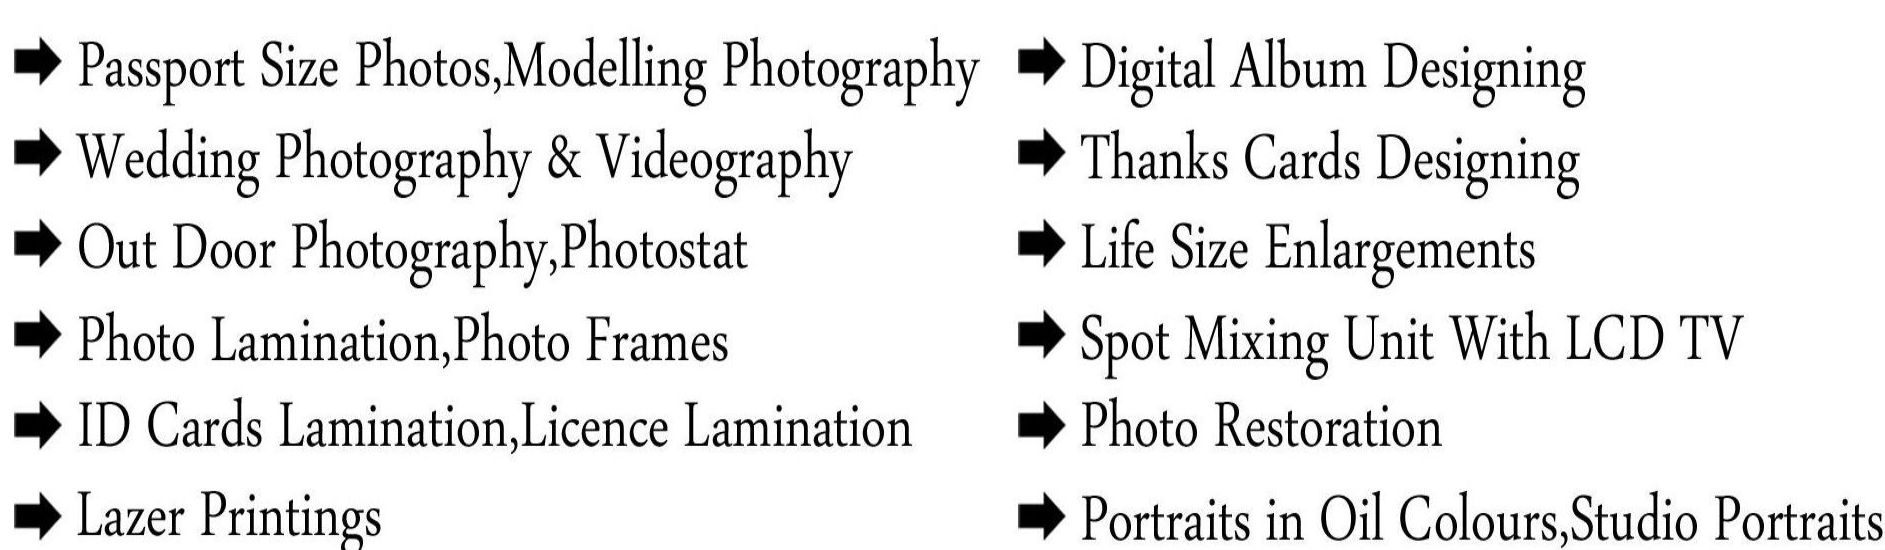 Passport Size Photos,Modelling Photography
Wedding Photography & Videography
Out Door Photography,Photostat
Photo Lamination,Photo Frames
ID Cards Lamination,Licence Lamination
Lazer Printings
Digital Album Designing
Thanks Cards Designing
Life Size Enlargements
Spot Mixing Unit With LCD TV
Photo Restoration
Portraits in Oil Colours,Studio Portraits